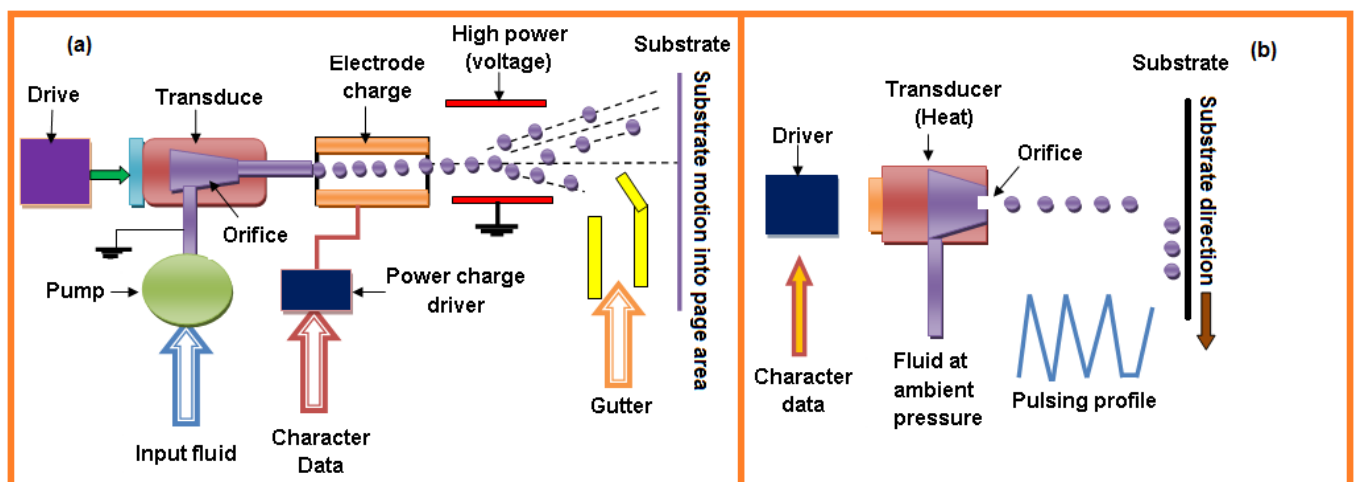 (a)
Drive
Transduce
Electrode
charge
High power
(voltage)
Substrate
Substrate motion into page area
Orifice
Pump
Power charge
driver
Input fluid
Character
Data
Gutter
(b)
Substrate
Transducer
(Heat)
Driver
Orifice
Substrate direction
Character
data
Fluid at
ambient
pressure
Pulsing profile